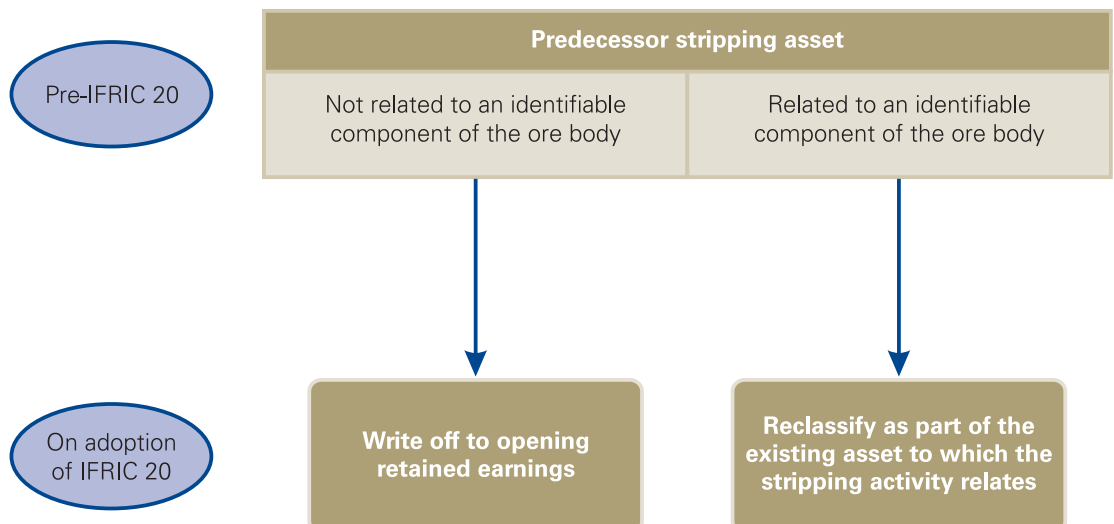 Pre-IFRIC 20
Predecessor stripping asset
Not related to an identifiable
component of the ore body
Related to an identifiable
component of the ore body
On adoption
of IFRIC 20
Write off to opening
retained earnings
Reclassify as part of the
existing asset to which the
stripping activity relates